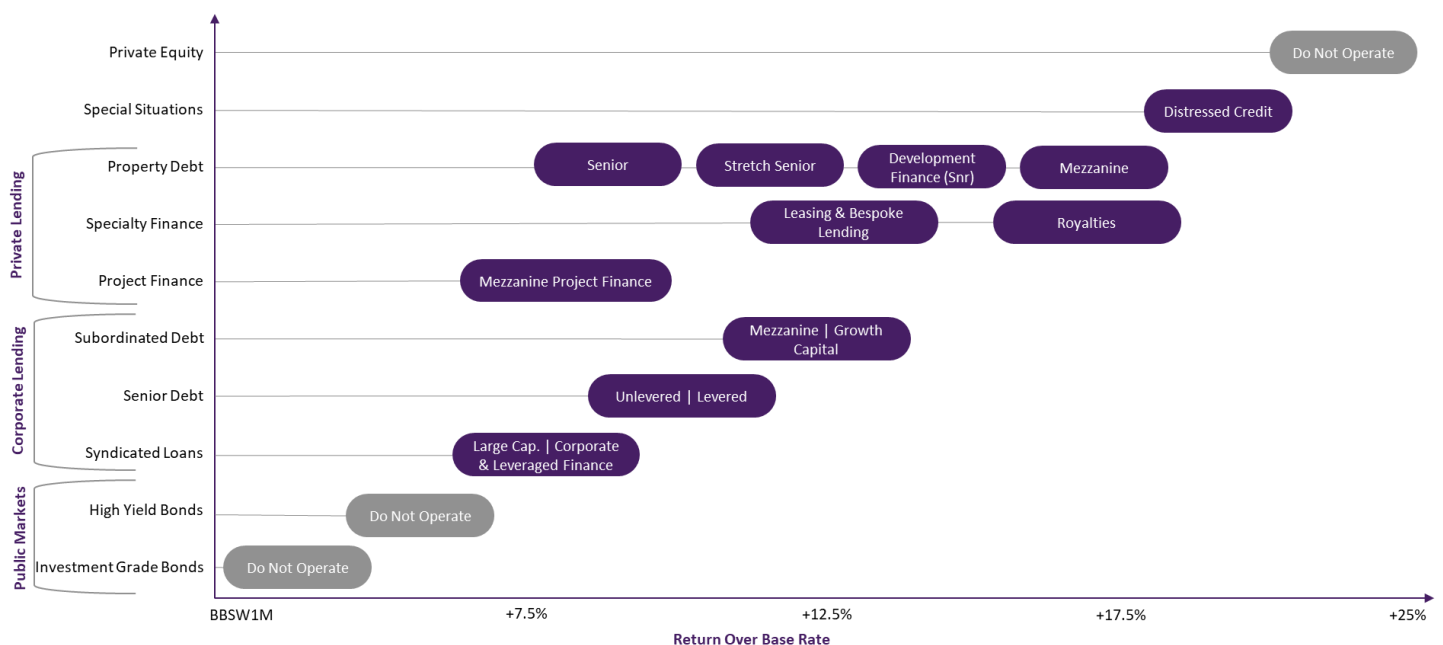 Private Equity
Do Not Operate
Special Situations
Distressed Credit
Private Lending
Property Debt
Senior
Stretch Senior
Development
Finance (Snr)
Mezzanine
Specialty Finance
Leasing & Bespoke
Lending
Royalties
Project Finance
Mezzanine Project Finance
Corporate Lending
Subordinated Debt
Mezzanine | Growth
Capital
Senior Debt
Unlevered | Levered
Syndicated Loans
Large Cap. | Corporate
& Leveraged Finance
Public Markets
High Yield Bonds
Do Not Operate
Investment Grade Bonds
Do Not Operate
BBSW1M
+7.5%
+12.5%
+17.5%
+25%
Return Over Base Rate